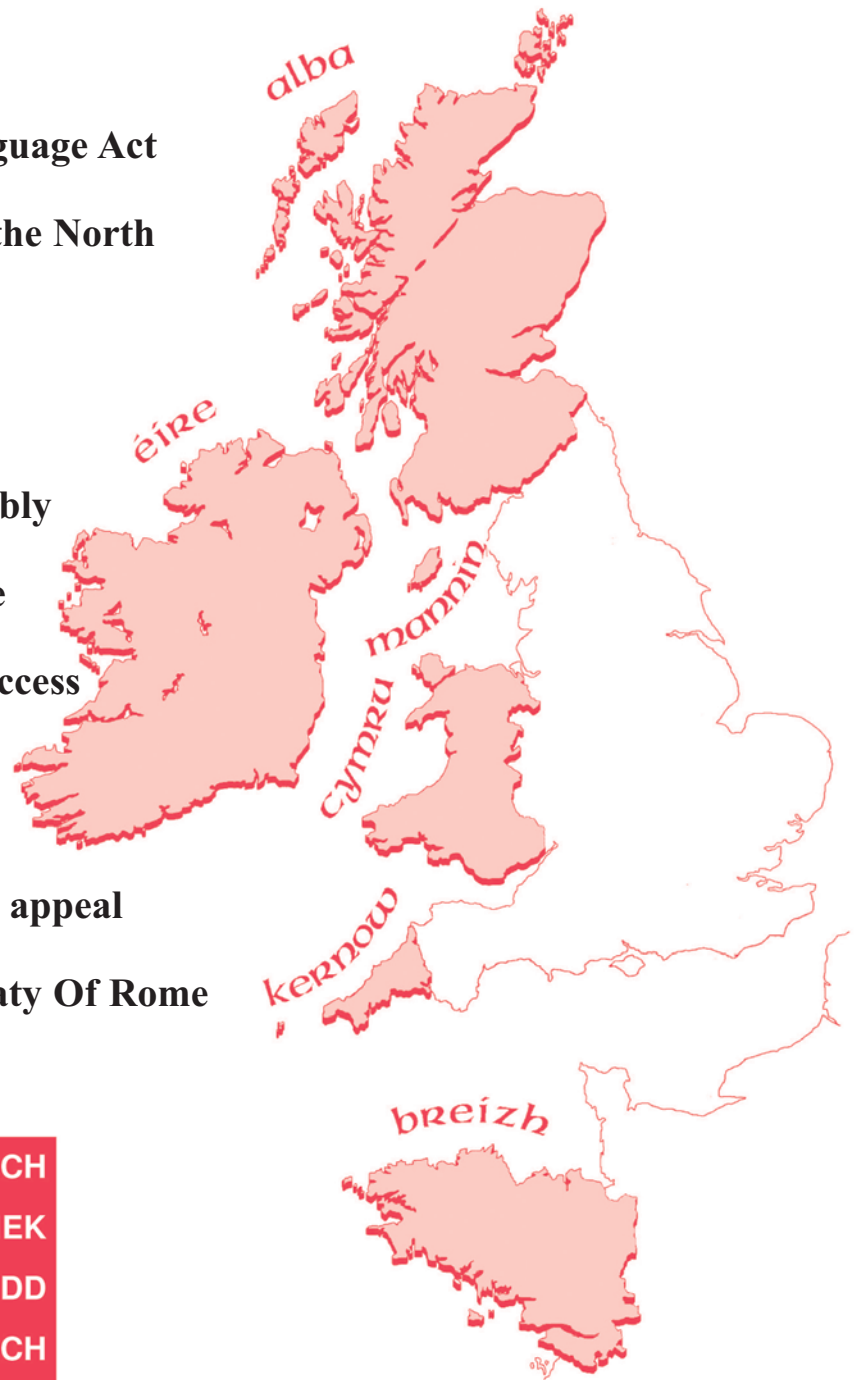 alba
guage Act
the North
éire
bly
mannin
e
ccess
cymru
appeal
kernow
aty Of Rome
breizh
CH
EK
DD
CH